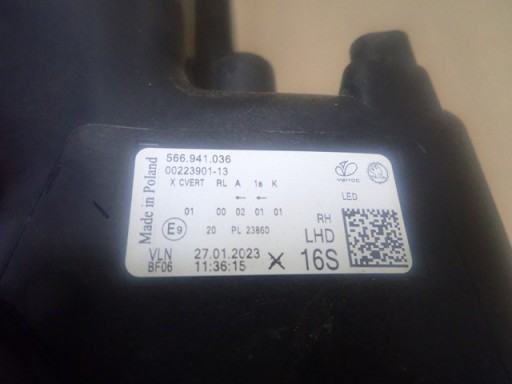 Made in Poland
566.941.036
00223901-13
X CVERT RL A 1a K
← ←
LED
01 00 02 01 01
E9 20 PL 23860
RH
LHD
VLN 27.01.2023
BF06 11:36:15 X 16S